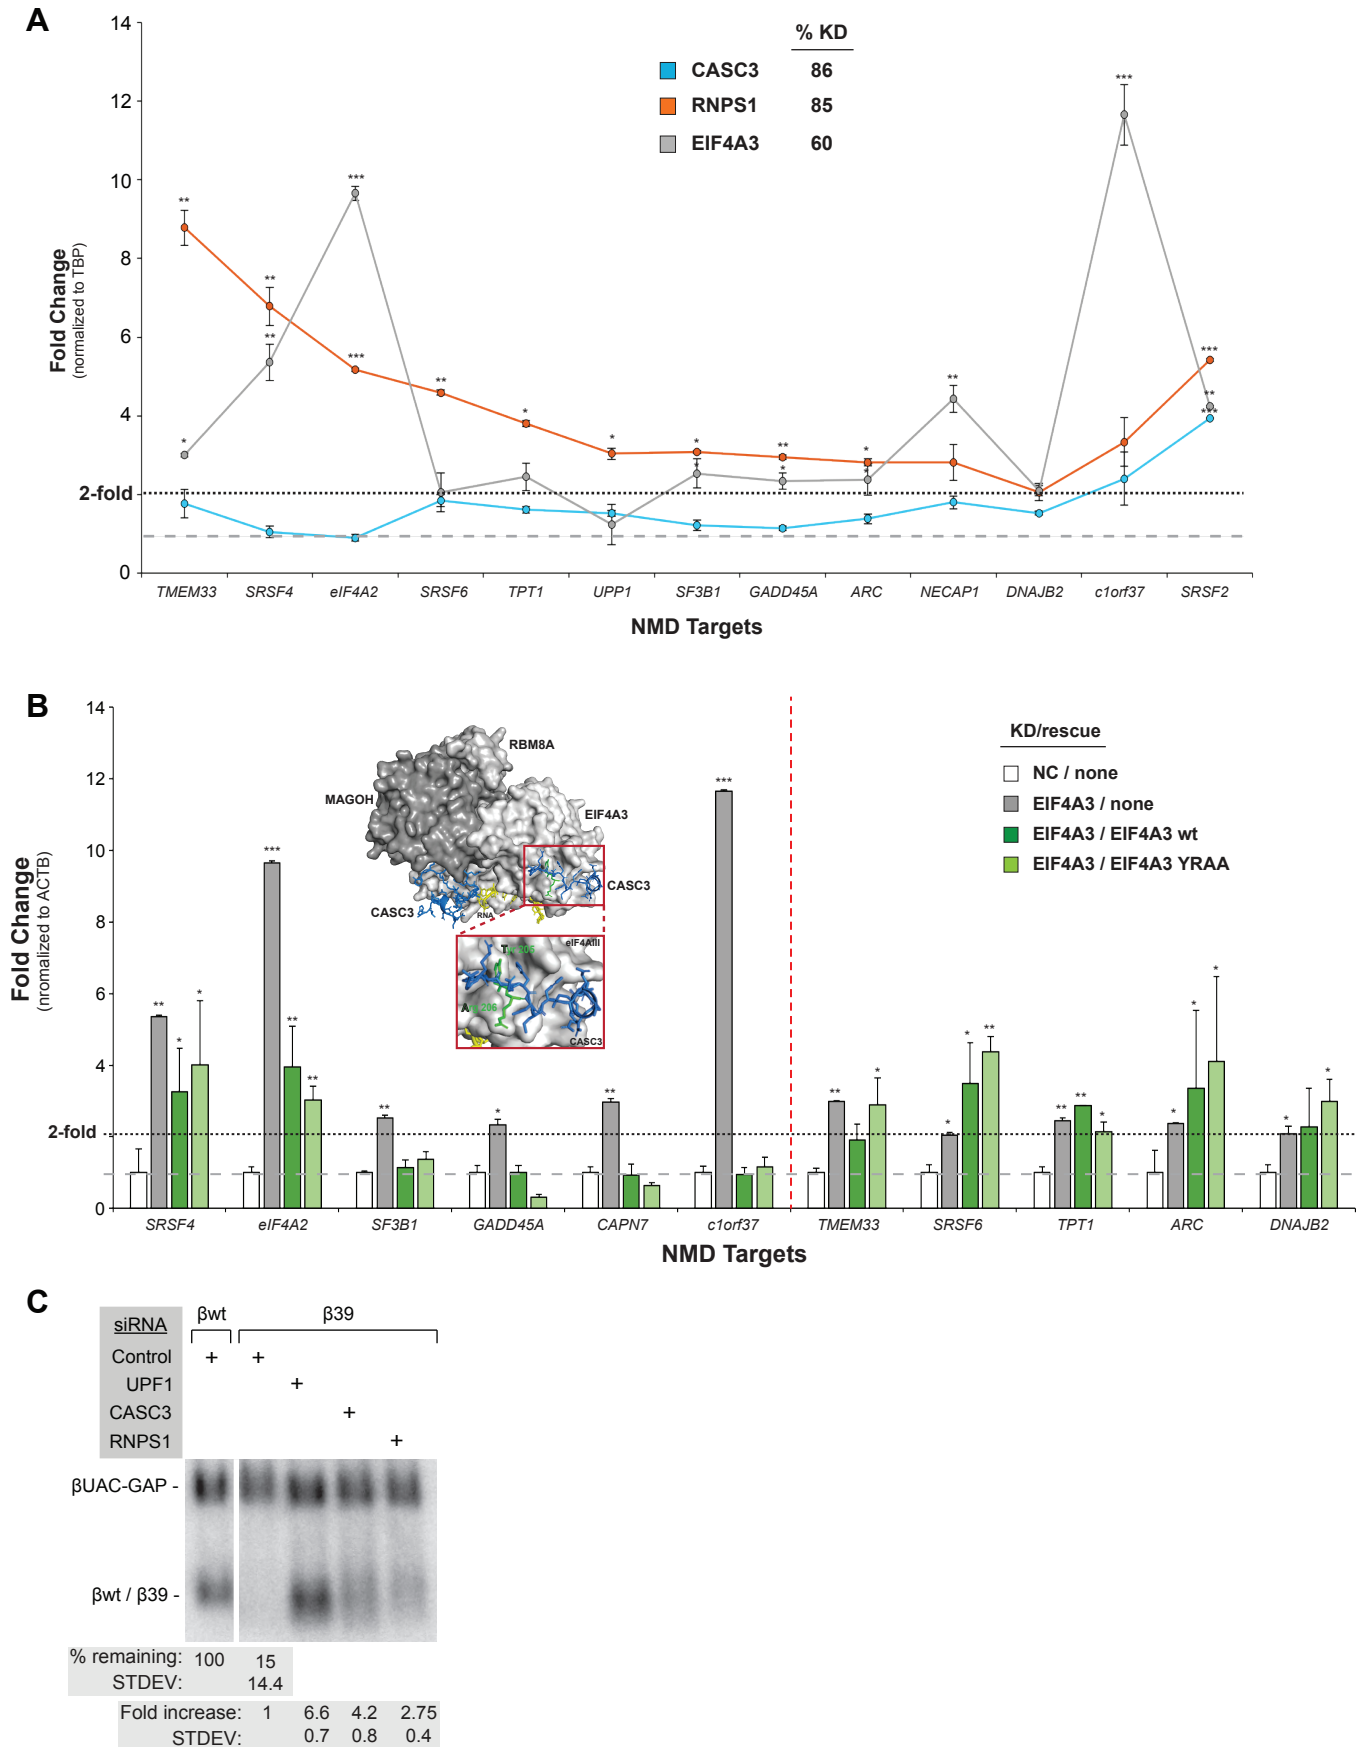 A
14
12
10
8
6
4
2-fold
0
Fold Change
(normalized to TBP)
% KD
CASC3 86
RNPS1 85
EIF4A3 60
** ** ** * *** *** ** * * * * * ** * * ** *** *** ** ***
TMEM33 SRSF4 eIF4A2 SRSF6 TPT1 UPP1 SF3B1 GADD45A ARC NECAP1 DNAJB2 c1orf37 SRSF2
NMD Targets
B
14
12
10
8
6
4
2-fold
0
Fold Change
(nromalized to ACTB)
KD/rescue
NC / none
EIF4A3 / none
EIF4A3 / EIF4A3 wt
EIF4A3 / EIF4A3 YRAA
RBM8A
MAGOH
EIF4A3
CASC3
CASC3
RNA
eIF4AIII
CASC3
** * * *** ** ** ** * ** *** ** * * * ** ** ** * * * * * *
SRSF4 eIF4A2 SF3B1 GADD45A CAPN7 c1orf37 TMEM33 SRSF6 TPT1 ARC DNAJB2
NMD Targets
C
siRNA βwt β39
Control + +
UPF1 +
CASC3 +
RNPS1 +
βUAC-GAP -
βwt / β39 -
% remaining: 100 15
STDEV: 14.4
Fold increase: 1 6.6 4.2 2.75
STDEV: 0.7 0.8 0.4